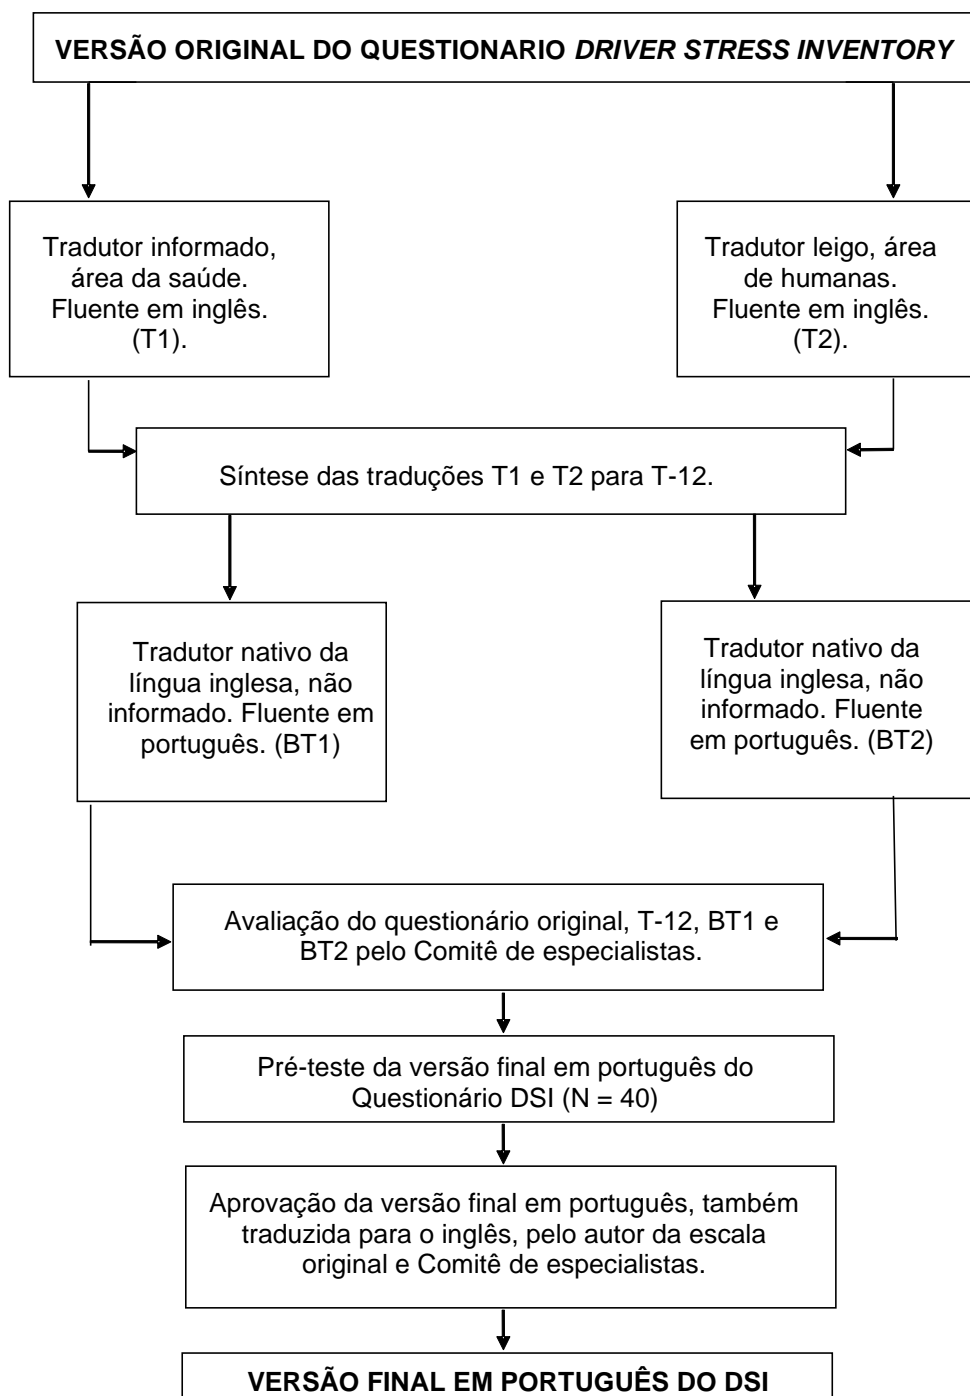 VERSÃO ORIGINAL DO QUESTIONARIO DRIVER STRESS INVENTORY
Tradutor informado,
área da saúde.
Fluente em inglês.
(T1).
Tradutor leigo, área
de humanas.
Fluente em inglês.
(T2).
Síntese das traduções T1 e T2 para T-12.
Tradutor nativo da
língua inglesa, não
informado. Fluente em
português. (BT1)
Tradutor nativo da
língua inglesa, não
informado. Fluente
em português. (BT2)
Avaliação do questionário original, T-12, BT1 e
BT2 pelo Comitê de especialistas.
Pré-teste da versão final em português do
Questionário DSI (N = 40)
Aprovação da versão final em português, também
traduzida para o inglês, pelo autor da escala
original e Comitê de especialistas.
VERSÃO FINAL EM PORTUGUÊS DO DSI